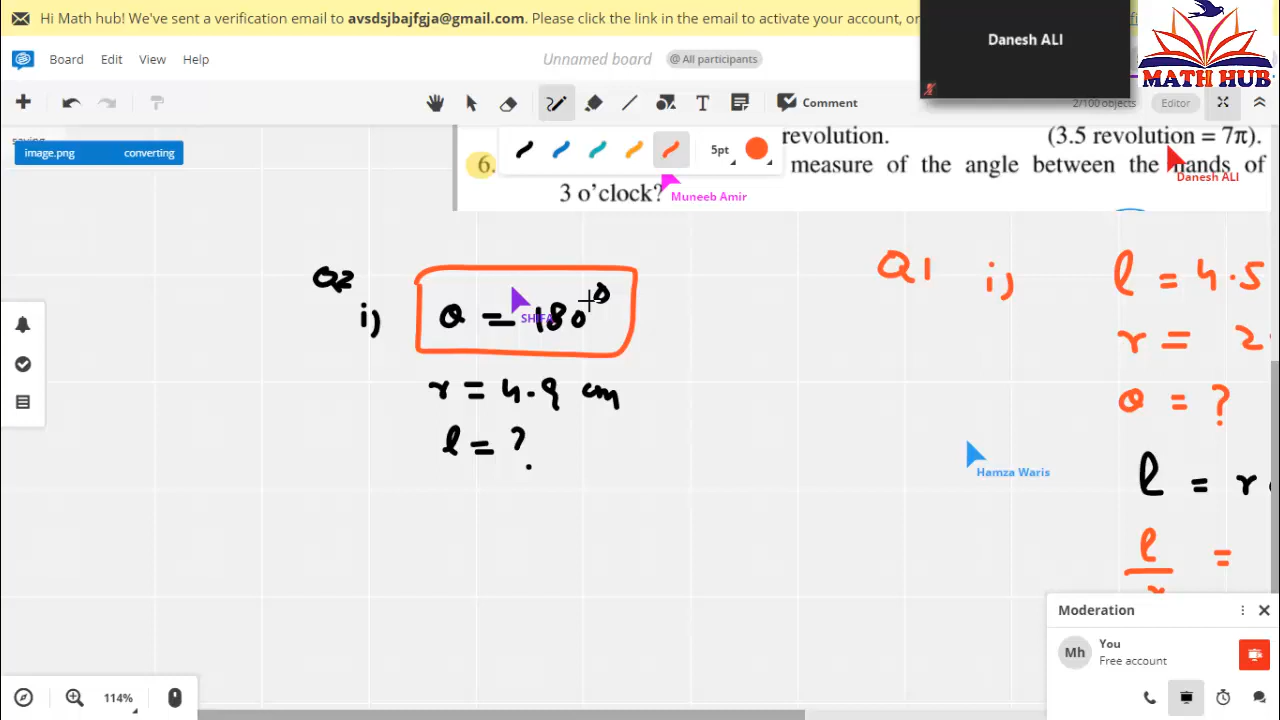 Hi Math hub! We've sent a verification email to avsdsjbajfgja@gmail.com. Please click the link in the email to activate your account, or
Danesh ALI
MATH HUB
Board Edit View Help
Unnamed board @ All participants
Comment
2/100objects
Editor
saving
image.png converting
5pt
revolution. (3.5 revolution = 7π).
6. measure of the angle between the hands of
3 o'clock?
Muneeb Amir
Danesh ALI
Q2
i) θ = 180°
SHIFA
r = 4.9 cm
l = ?
Q1 i) l = 4.5
r = 2.
θ = ?
Hamza Waris
l = r
l/r =
Moderation
Mh You
Free account
114%